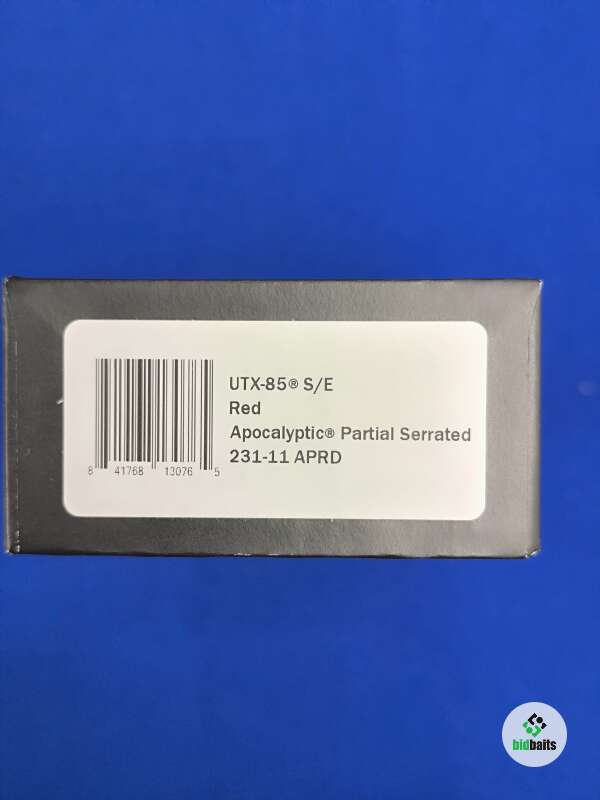 UTX-85® S/E
Red
Apocalyptic® Partial Serrated
231-11 APRD
8 41768 13076 5
bidbaits